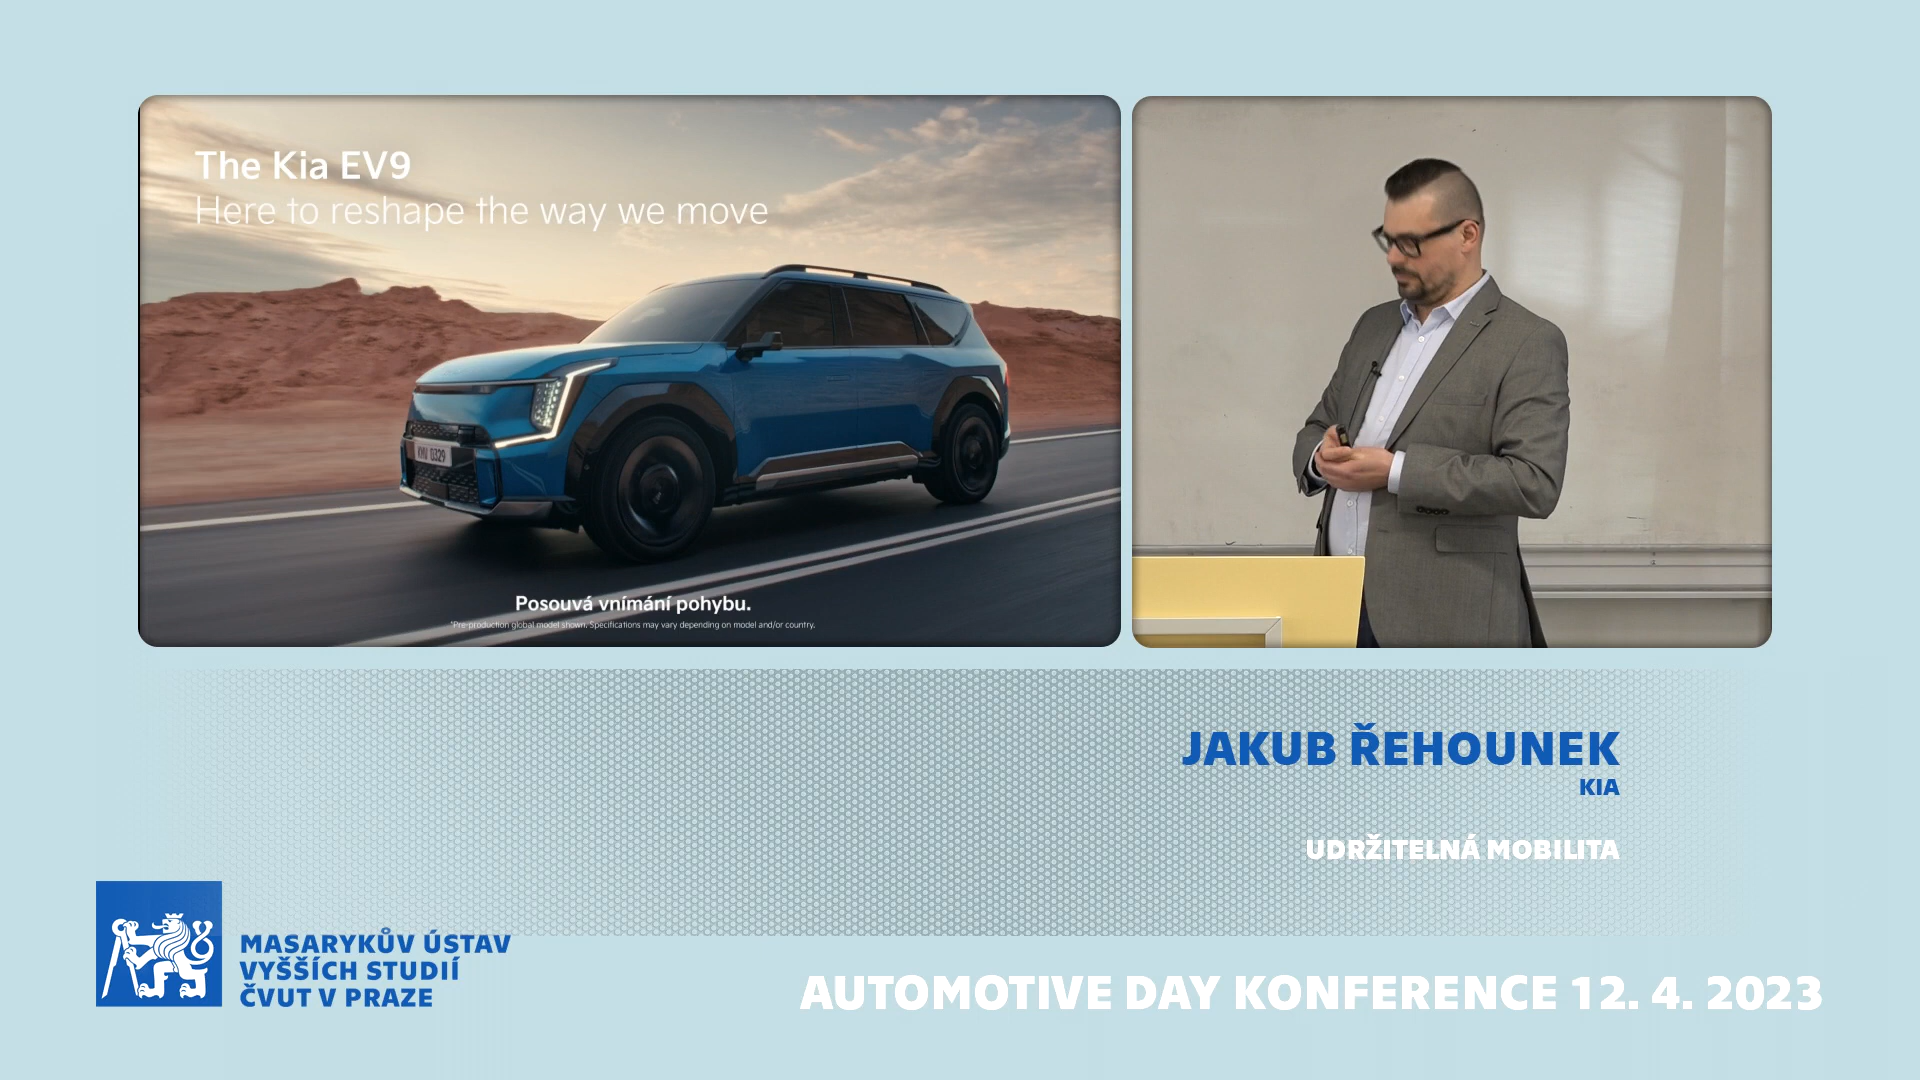 The Kia EV9
Here to reshape the way we move
KHV 0329
Posouvá vnímání pohybu.
*Pre-production global model shown. Specifications may vary depending on model and/or country.
JAKUB ŘEHOUNEK
KIA
UDRŽITELNÁ MOBILITA
MASARYKŮV ÚSTAV
VYŠŠÍCH STUDIÍ
ČVUT V PRAZE
AUTOMOTIVE DAY KONFERENCE 12. 4. 2023